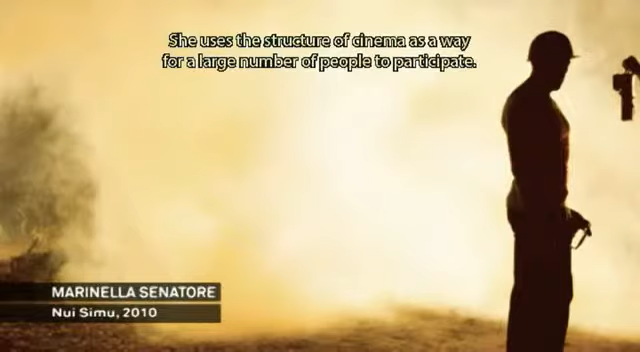 She uses the structure of cinema as a way
for a large number of people to participate.
MARINELLA SENATORE
Nui Simu, 2010